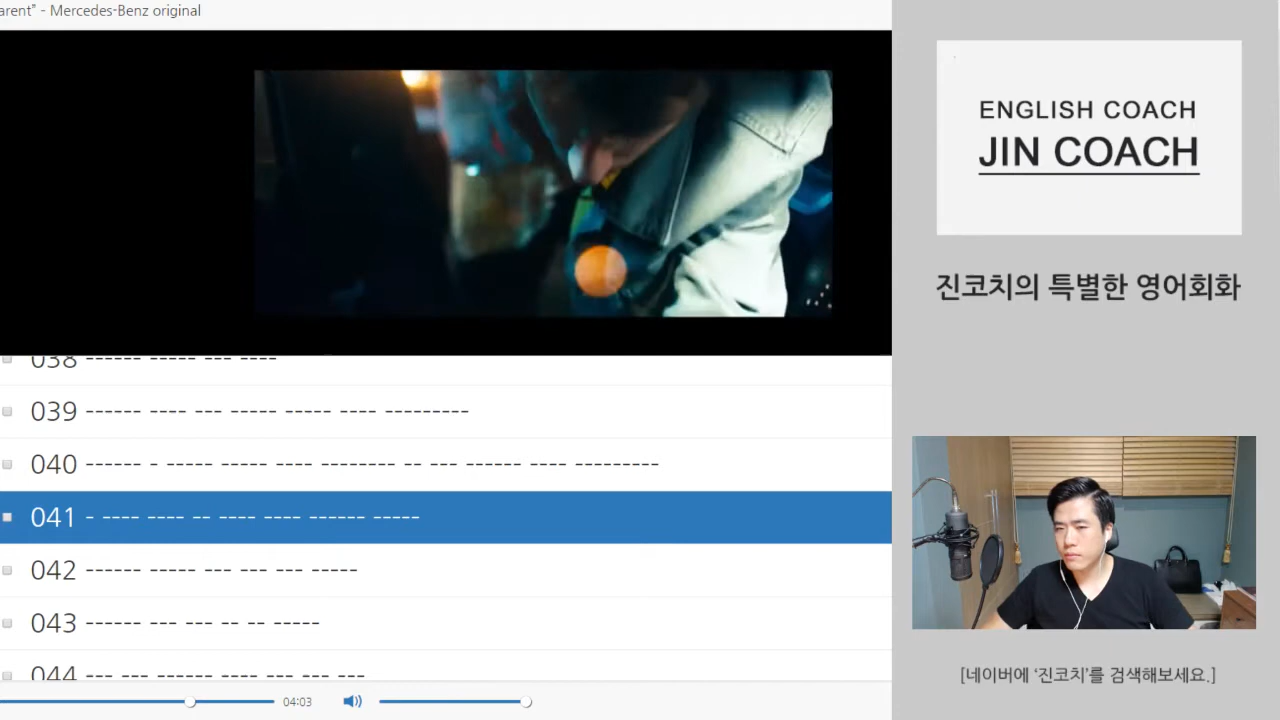 arent” - Mercedes-Benz original
ENGLISH COACH
JIN COACH
진코치의 특별한 영어회화
038 ------ ----- --- ----
039 ------ ---- --- ----- ----- ---- ---------
040 ------ - ----- ----- ---- -------- -- --- ------ ---- ---------
041 - ---- ---- -- ---- ---- ------ -----
042 ------ ----- --- --- --- -----
043 ------ --- --- -- -- -----
044 --- --- ------ ---- --- --- ---
04:03
[네이버에 ‘진코치’를 검색해보세요.]